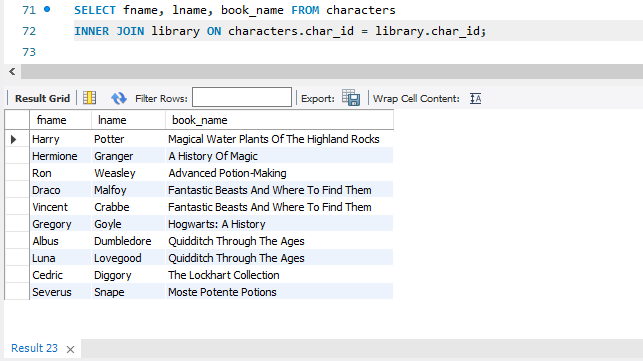 71 SELECT fname, lname, book_name FROM characters
72 INNER JOIN library ON characters.char_id = library.char_id;
73
Result Grid Filter Rows: Export: Wrap Cell Content: IA
fname lname book_name
Harry Potter Magical Water Plants Of The Highland Rocks
Hermione Granger A History Of Magic
Ron Weasley Advanced Potion-Making
Draco Malfoy Fantastic Beasts And Where To Find Them
Vincent Crabbe Fantastic Beasts And Where To Find Them
Gregory Goyle Hogwarts: A History
Albus Dumbledore Quidditch Through The Ages
Luna Lovegood Quidditch Through The Ages
Cedric Diggory The Lockhart Collection
Severus Snape Moste Potente Potions
Result 23 ×